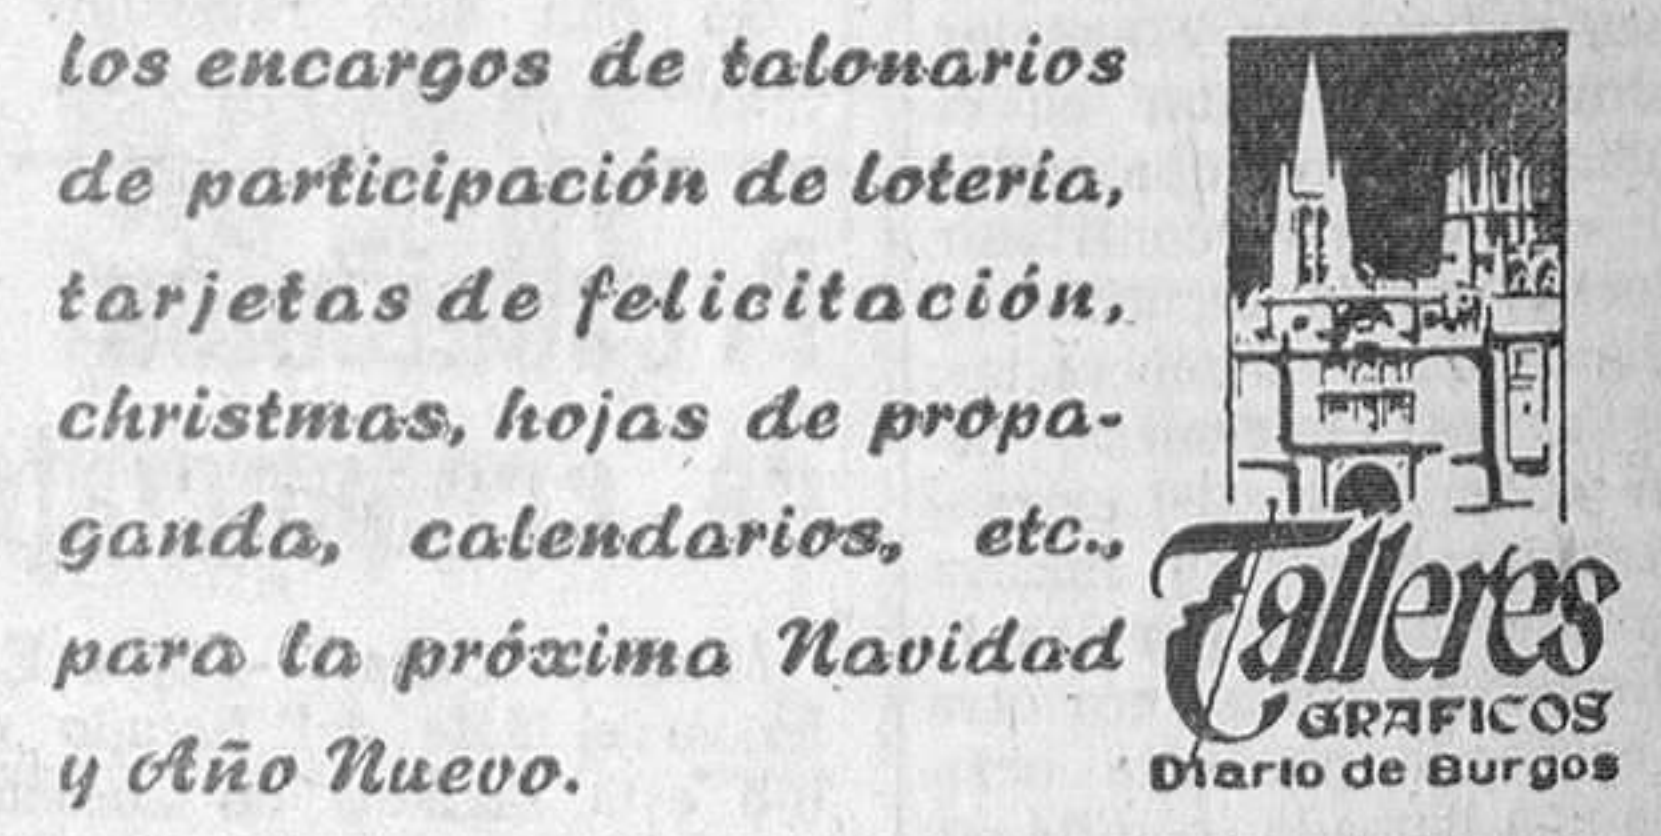 los encargos de talonarios
de participación de lotería,
tarjetas de felicitación,
christmas, hojas de propa-
ganda, calendarios, etc.,
para la próxima Navidad
y Año Nuevo.
Talleres
GRAFICOS
Diario de Burgos